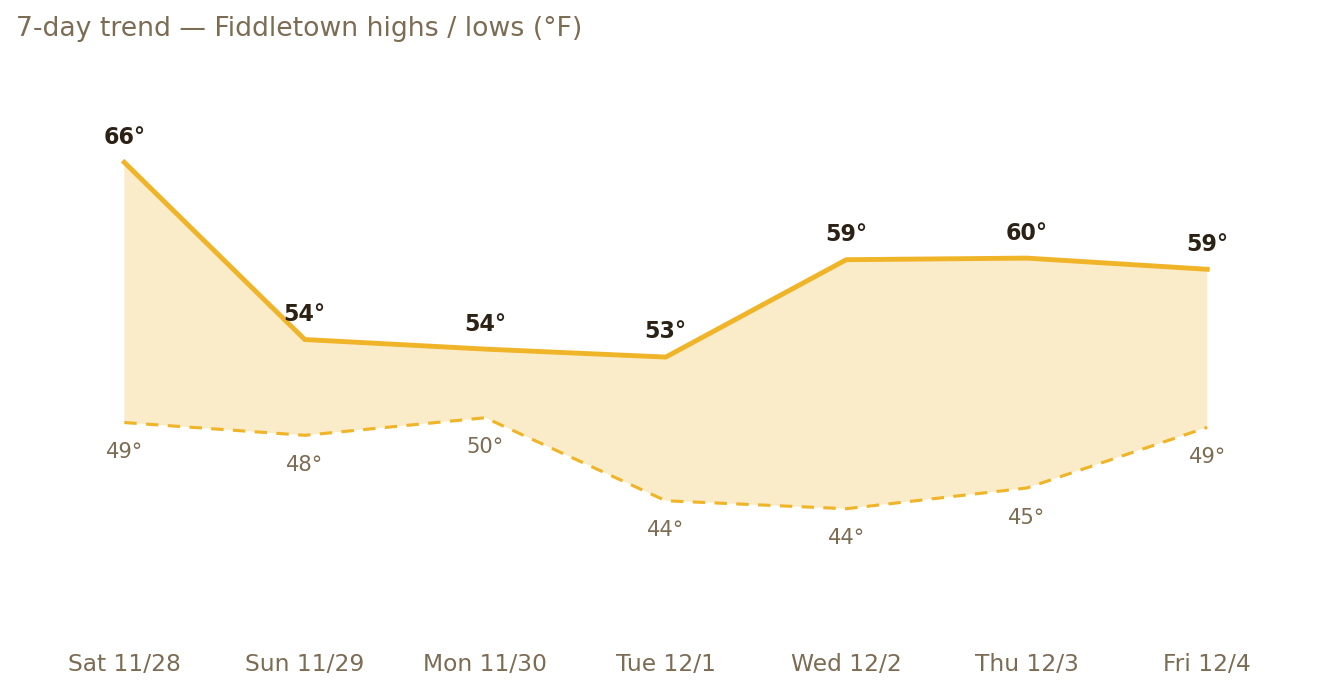 7-day trend — Fiddletown highs / lows (°F)
66°
54°
54°
53°
59°
60°
59°
49°
48°
50°
44°
44°
45°
49°
Sat 11/28
Sun 11/29
Mon 11/30
Tue 12/1
Wed 12/2
Thu 12/3
Fri 12/4